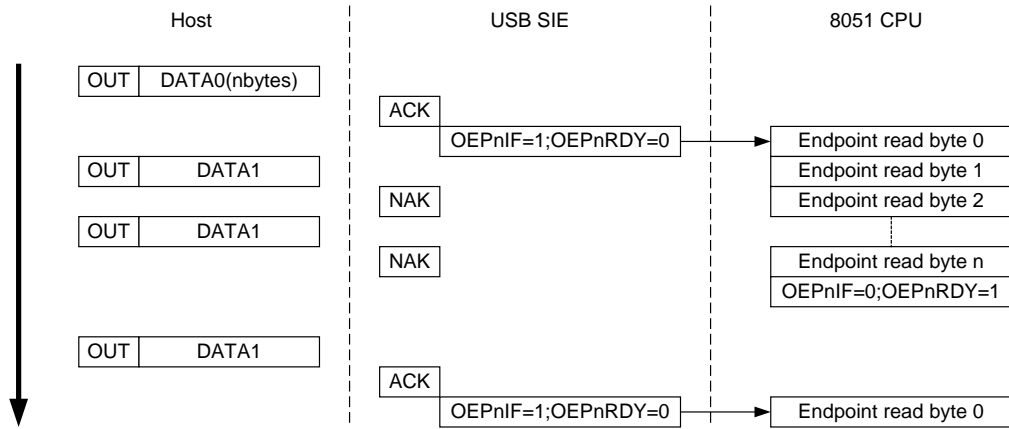 Host USB SIE 8051 CPU
OUT DATA0(nbytes)
ACK
OEPnIF=1;OEPnRDY=0 Endpoint read byte 0
OUT DATA1 Endpoint read byte 1
NAK Endpoint read byte 2
OUT DATA1
NAK Endpoint read byte n
OEPnIF=0;OEPnRDY=1
OUT DATA1
ACK
OEPnIF=1;OEPnRDY=0 Endpoint read byte 0